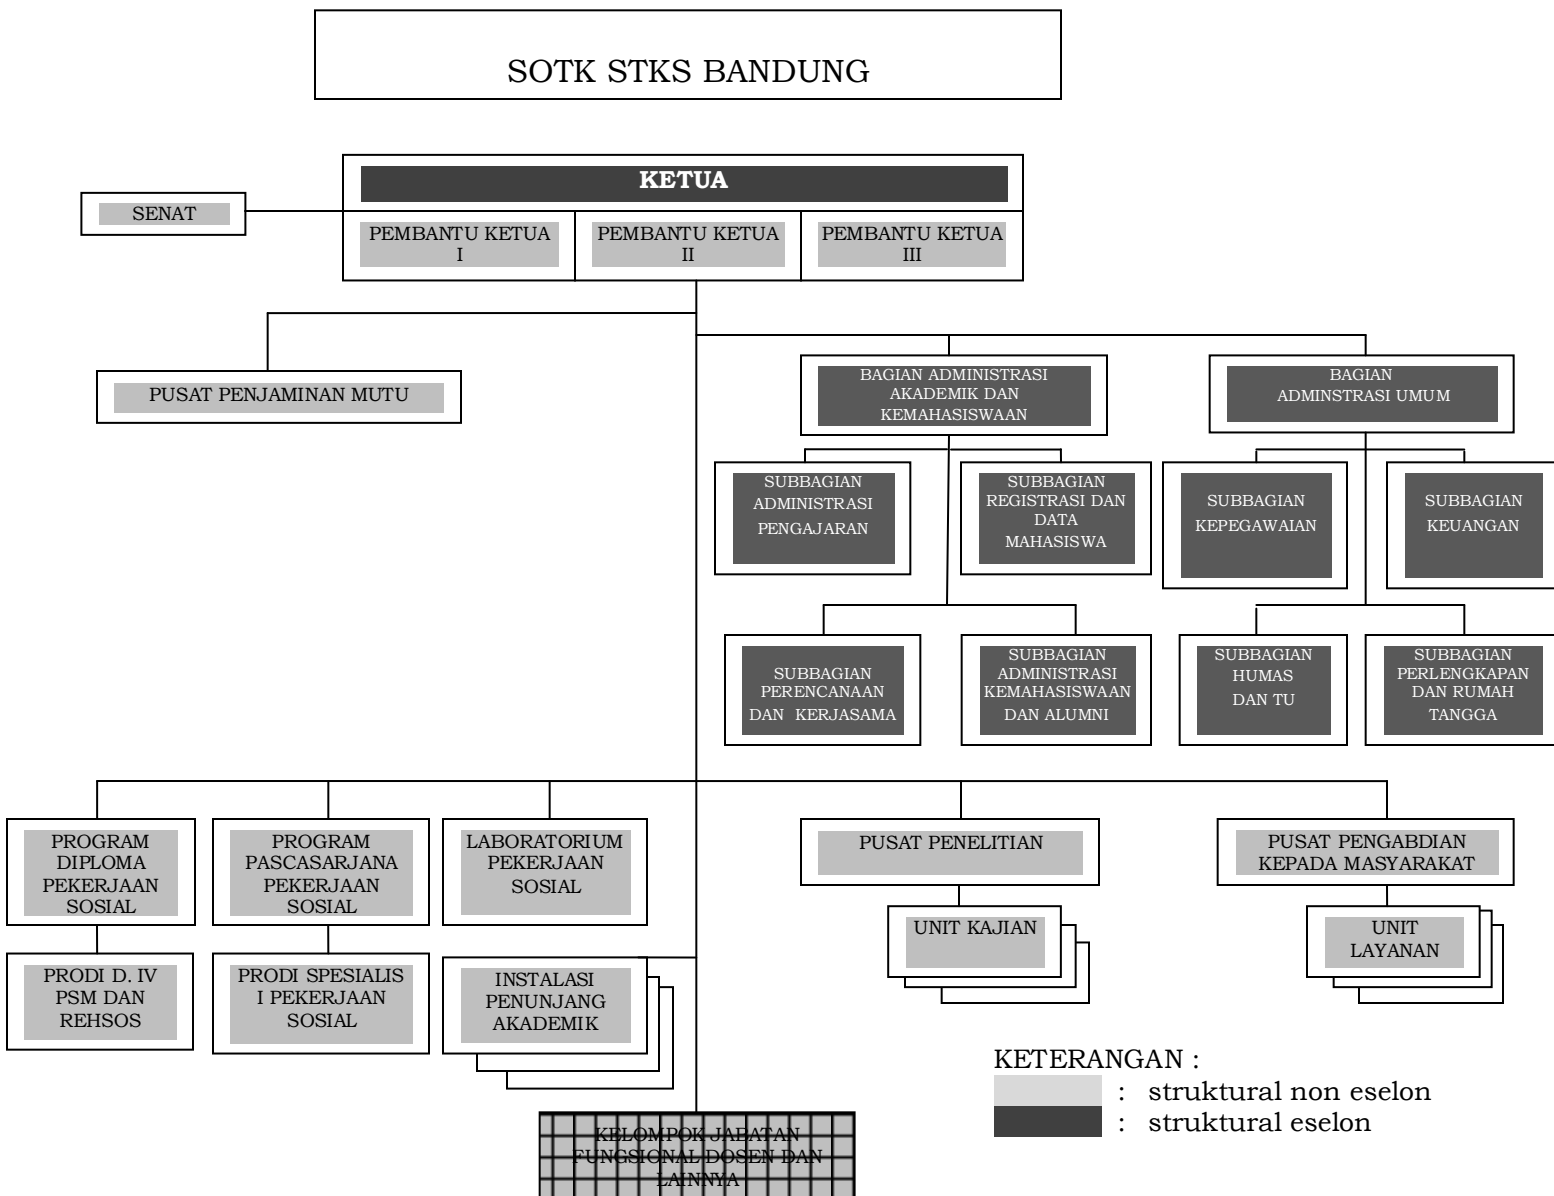 SOTK STKS BANDUNG
KETUA
SENAT
PEMBANTU KETUA
I
PEMBANTU KETUA
II
PEMBANTU KETUA
III
PUSAT PENJAMINAN MUTU
BAGIAN ADMINISTRASI
AKADEMIK DAN
KEMAHASISWAAN
BAGIAN
ADMINSTRASI UMUM
SUBBAGIAN
ADMINISTRASI
PENGAJARAN
SUBBAGIAN
REGISTRASI DAN
DATA
MAHASISWA
SUBBAGIAN
KEPEGAWAIAN
SUBBAGIAN
KEUANGAN
SUBBAGIAN
PERENCANAAN
DAN KERJASAMA
SUBBAGIAN
ADMINISTRASI
KEMAHASISWAAN
DAN ALUMNI
SUBBAGIAN
HUMAS
DAN TU
SUBBAGIAN
PERLENGKAPAN
DAN RUMAH
TANGGA
PROGRAM
DIPLOMA
PEKERJAAN
SOSIAL
PROGRAM
PASCASARJANA
PEKERJAAN
SOSIAL
LABORATORIUM
PEKERJAAN
SOSIAL
PUSAT PENELITIAN
PUSAT PENGABDIAN
KEPADA MASYARAKAT
PRODI D. IV
PSM DAN
REHSOS
PRODI SPESIALIS
I PEKERJAAN
SOSIAL
INSTALASI
PENUNJANG
AKADEMIK
UNIT KAJIAN
UNIT
LAYANAN
KETERANGAN :
: struktural non eselon
: struktural eselon
KELOMPOK JABATAN
FUNGSIONAL DOSEN DAN
LAINNYA